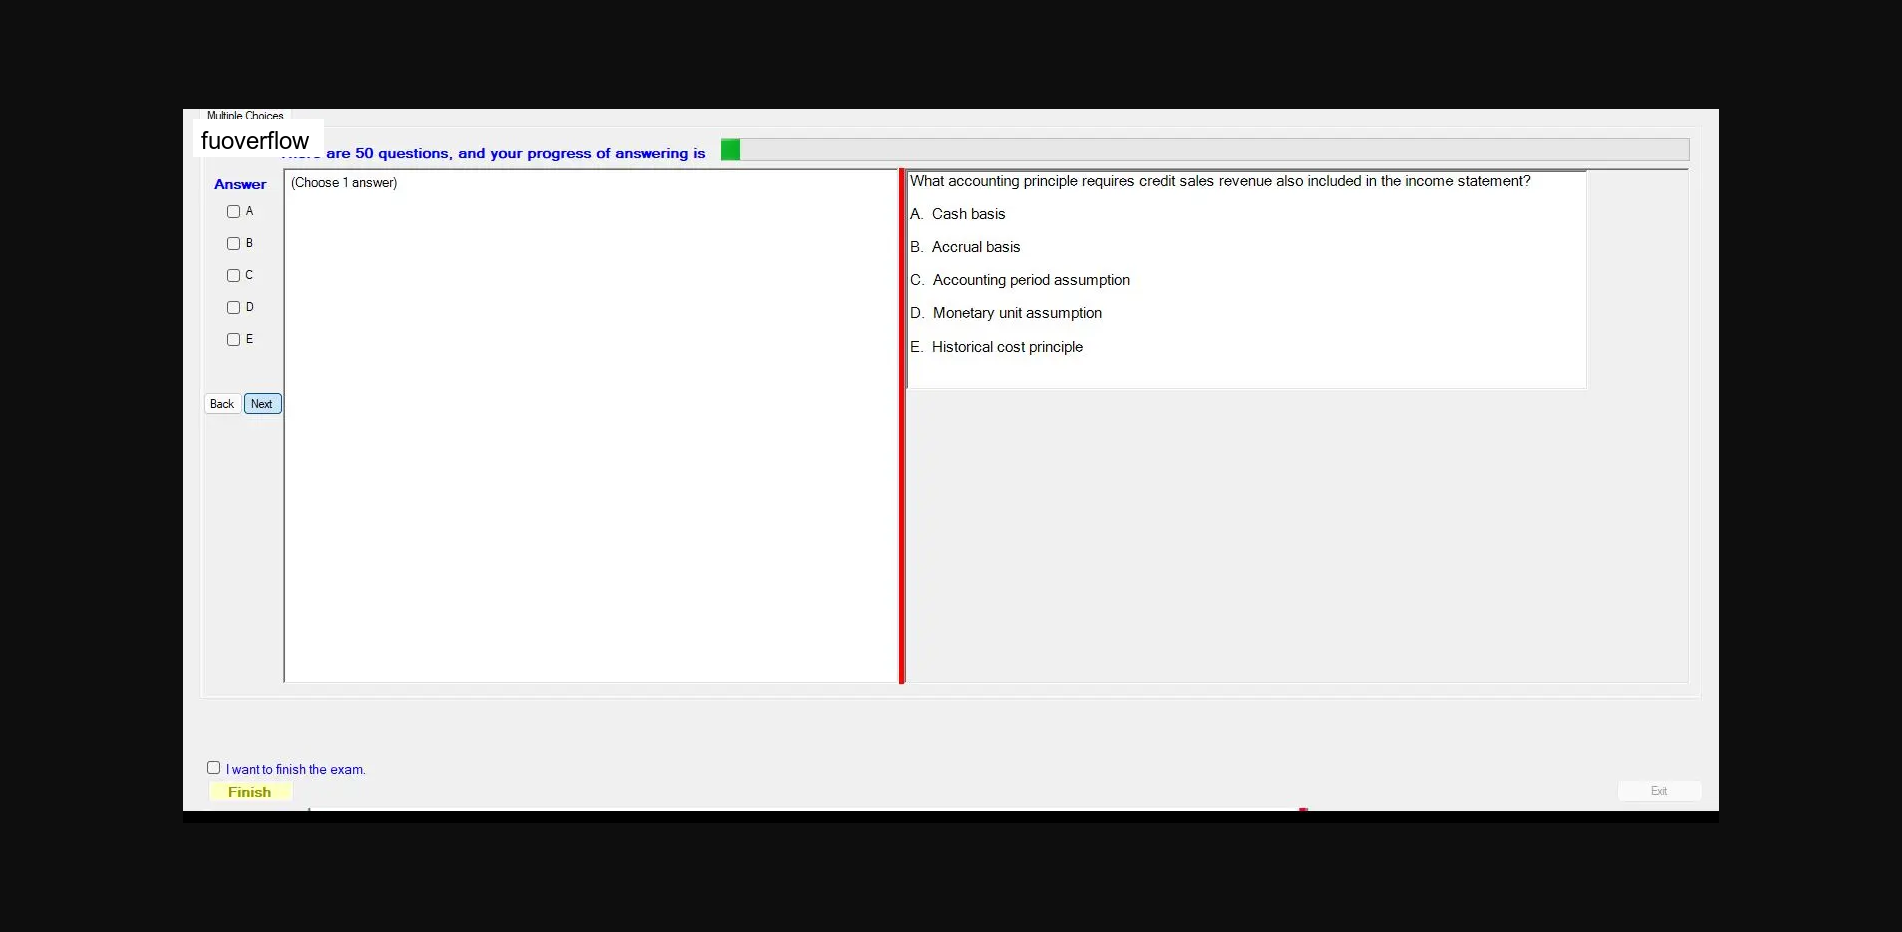 Multiple Choices
fuoverflow
are 50 questions, and your progress of answering is
Answer
(Choose 1 answer)
A
B
C
D
E
Back
Next
What accounting principle requires credit sales revenue also included in the income statement?
A. Cash basis
B. Accrual basis
C. Accounting period assumption
D. Monetary unit assumption
E. Historical cost principle
I want to finish the exam.
Finish
Exit